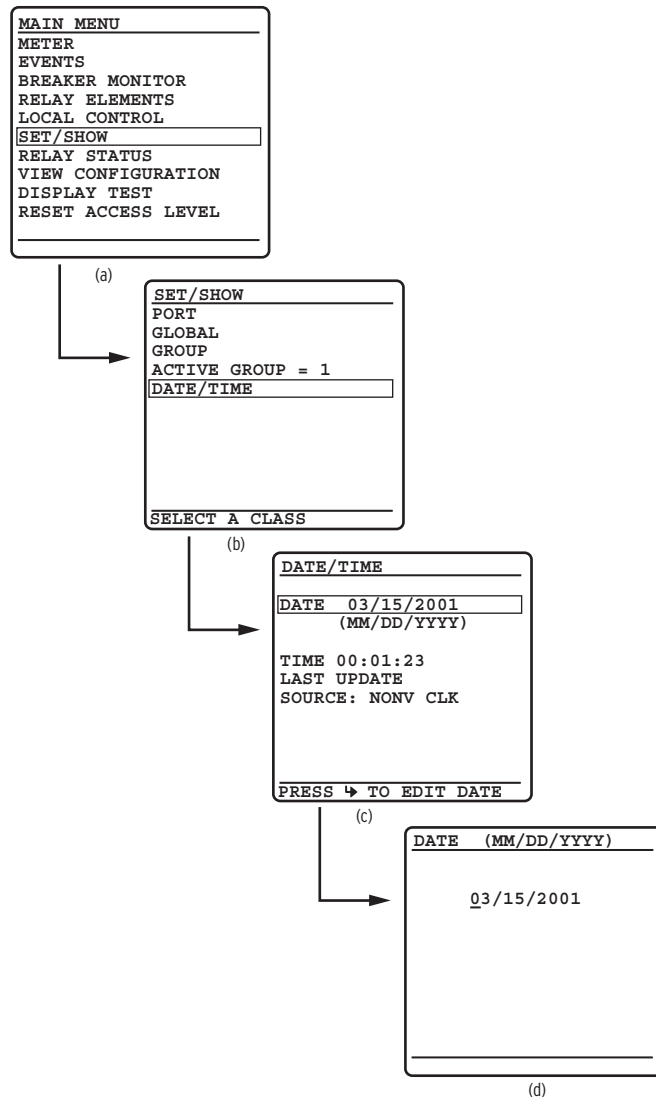 MAIN MENU
METER
EVENTS
BREAKER MONITOR
RELAY ELEMENTS
LOCAL CONTROL
SET/SHOW
RELAY STATUS
VIEW CONFIGURATION
DISPLAY TEST
RESET ACCESS LEVEL
(a)
SET/SHOW
PORT
GLOBAL
GROUP
ACTIVE GROUP = 1
DATE/TIME
SELECT A CLASS
(b)
DATE/TIME
DATE 03/15/2001
(MM/DD/YYYY)
TIME 00:01:23
LAST UPDATE
SOURCE: NONV CLK
PRESS ↳ TO EDIT DATE
(c)
DATE (MM/DD/YYYY)
03/15/2001
(d)